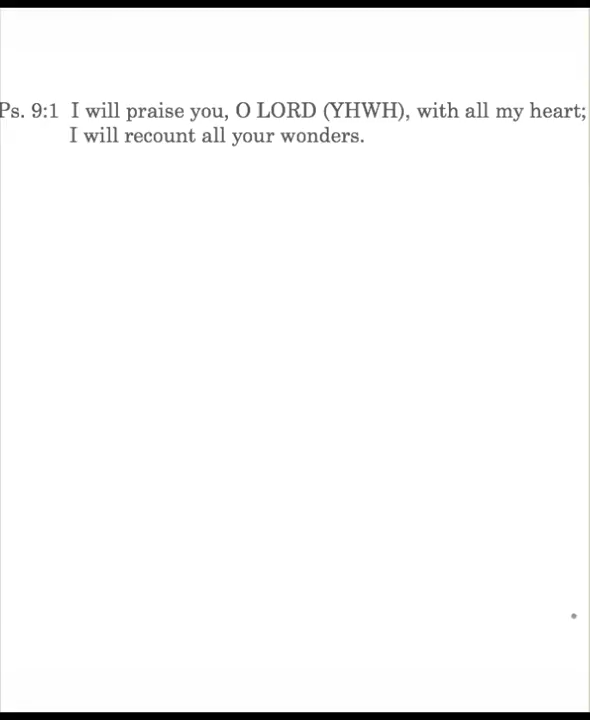 Ps. 9:1 I will praise you, O LORD (YHWH), with all my heart;
I will recount all your wonders.